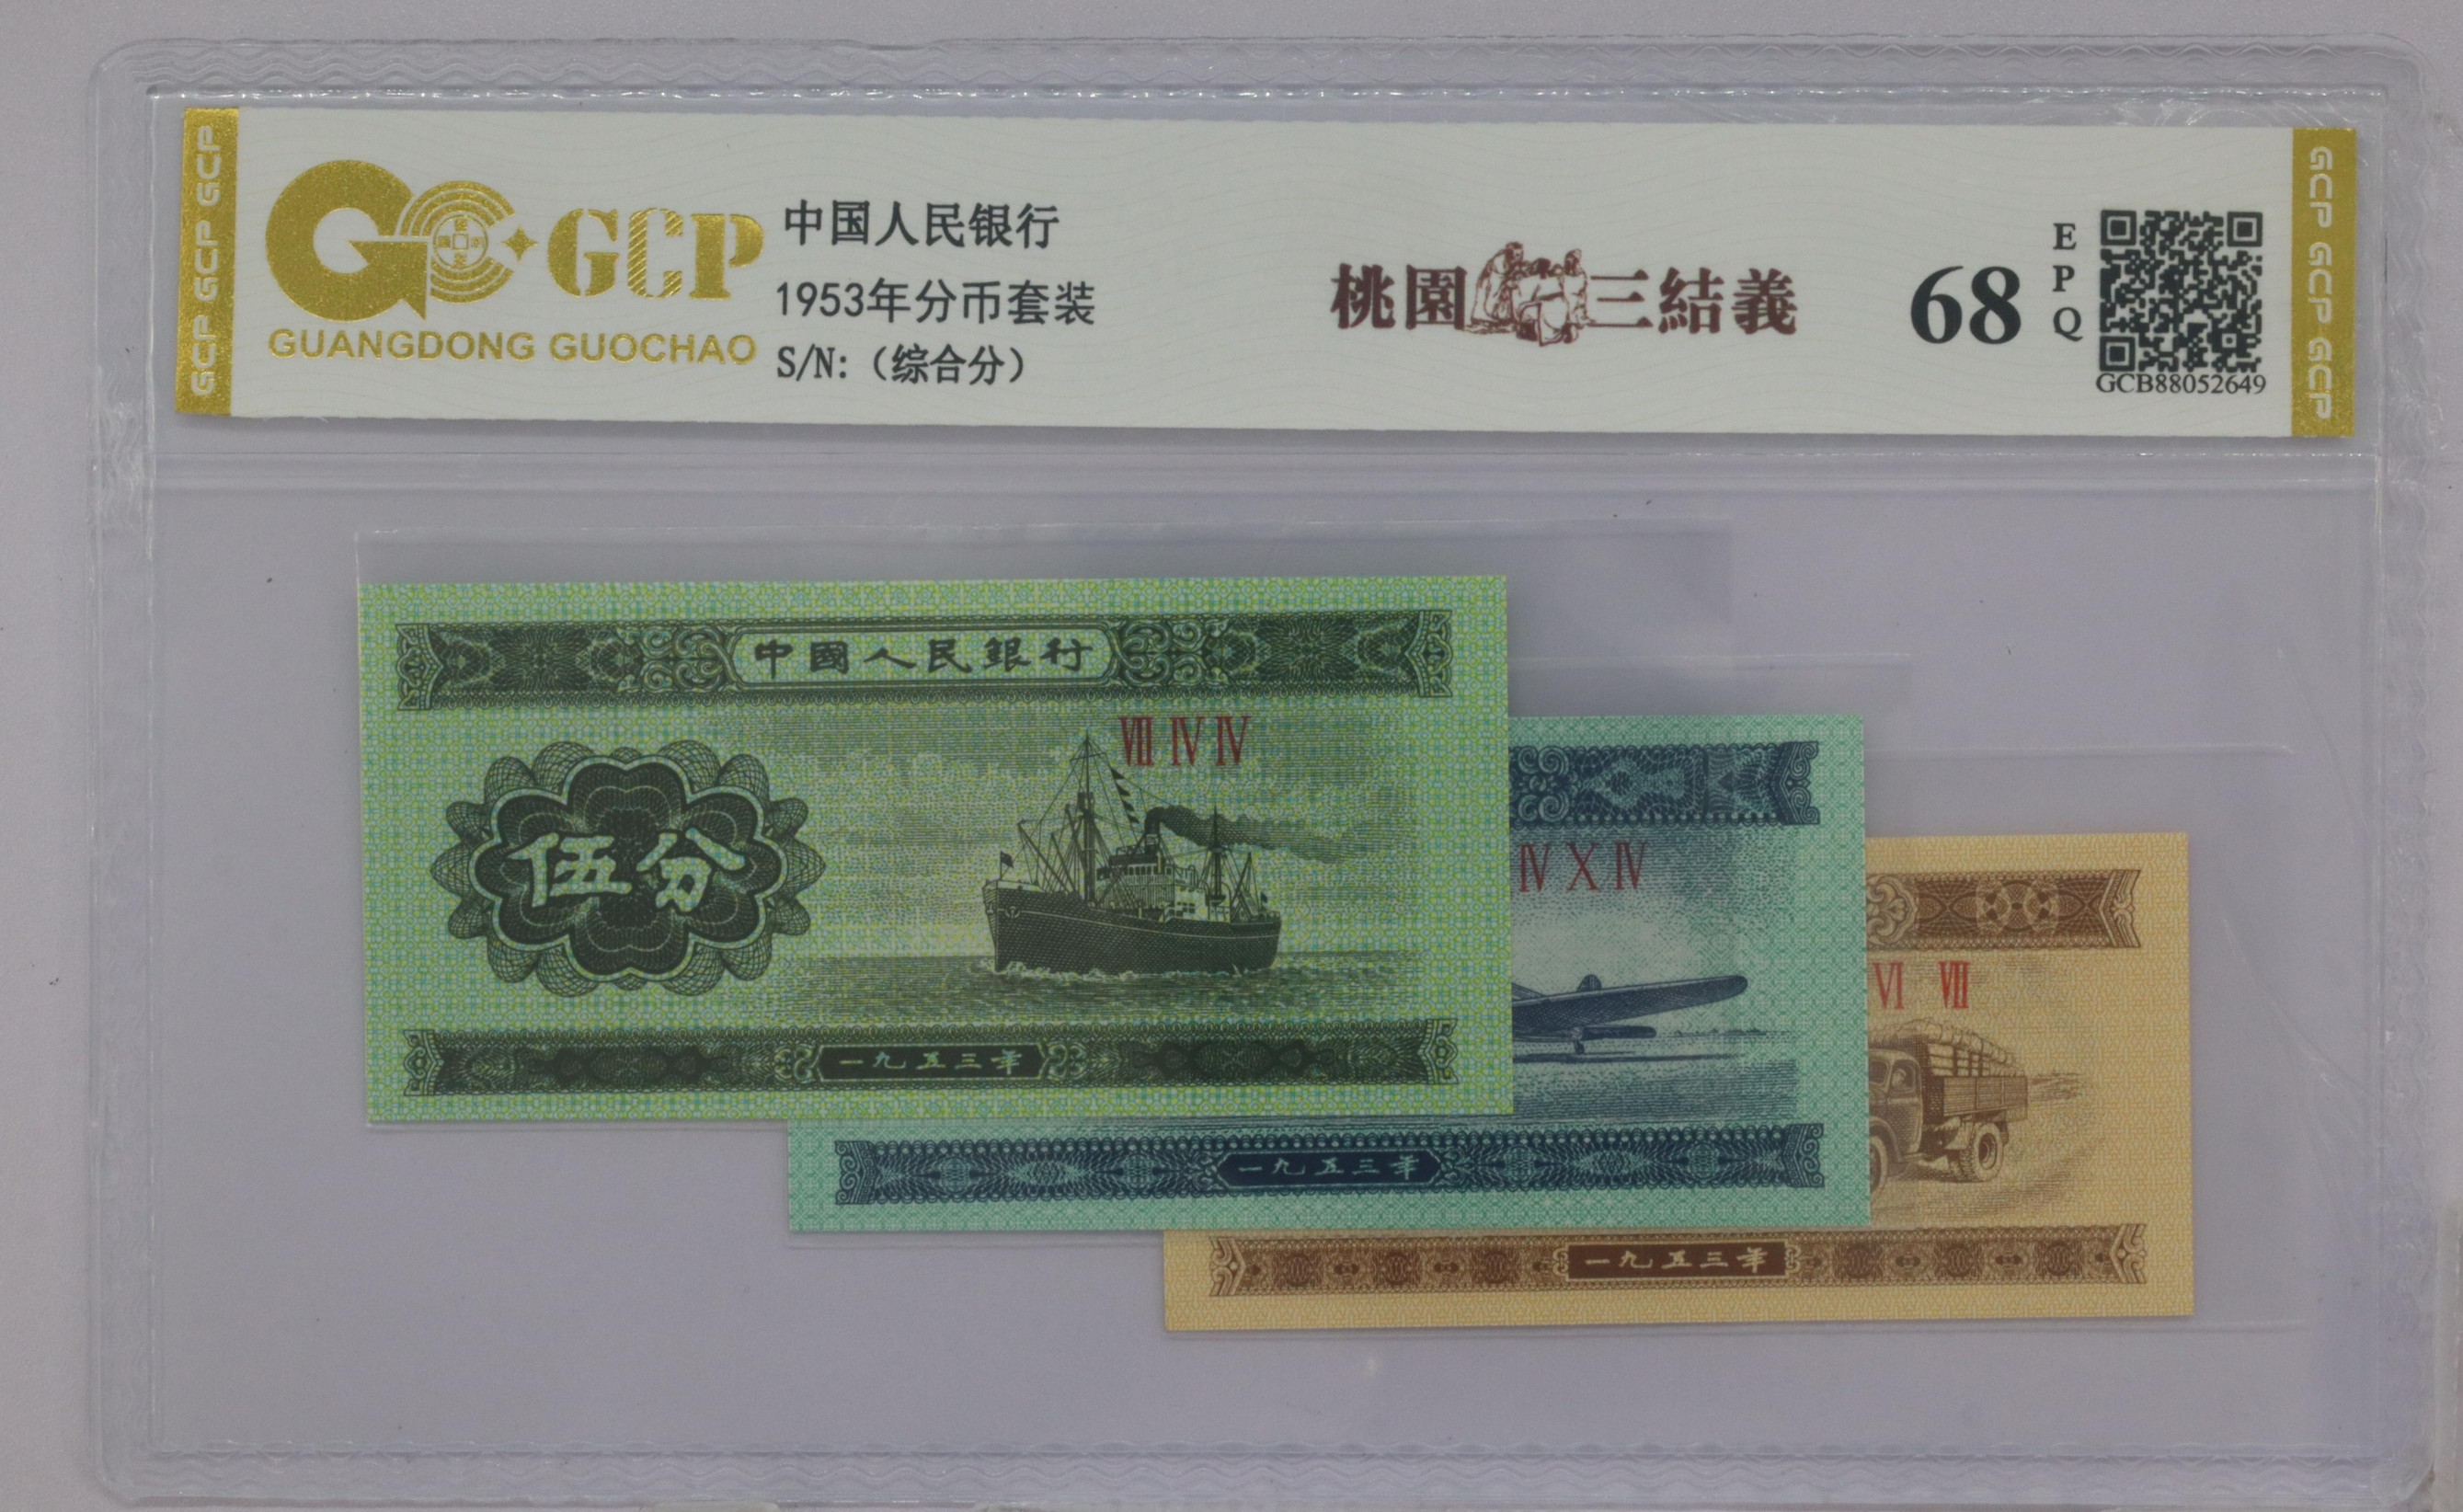 GCP GCP GCP
GCP
GUANGDONG GUOCHAO
中国人民银行
1953年分币套装
S/N:（综合分）
桃園三結義
68
EPQ
GCB88052649
GCP GCP GCP
中國人民銀行
Ⅷ Ⅳ Ⅳ
伍分
一九五三年
Ⅳ Ⅹ Ⅳ
一九五三年
Ⅵ Ⅶ
一九五三年